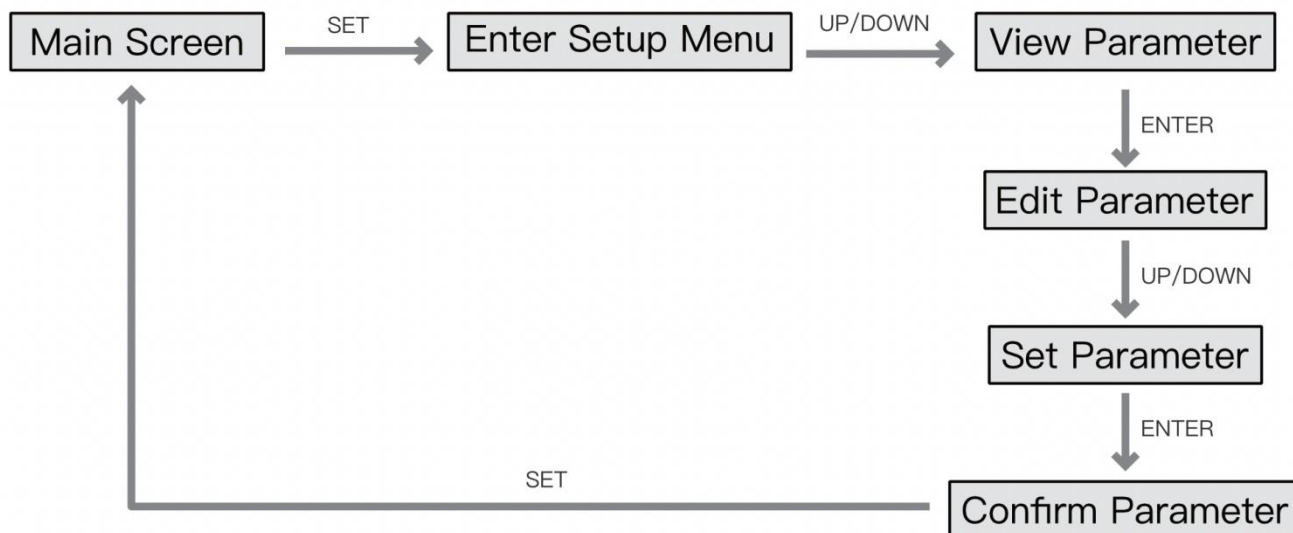 Main Screen
SET
Enter Setup Menu
UP/DOWN
View Parameter
ENTER
Edit Parameter
UP/DOWN
Set Parameter
ENTER
Confirm Parameter
SET